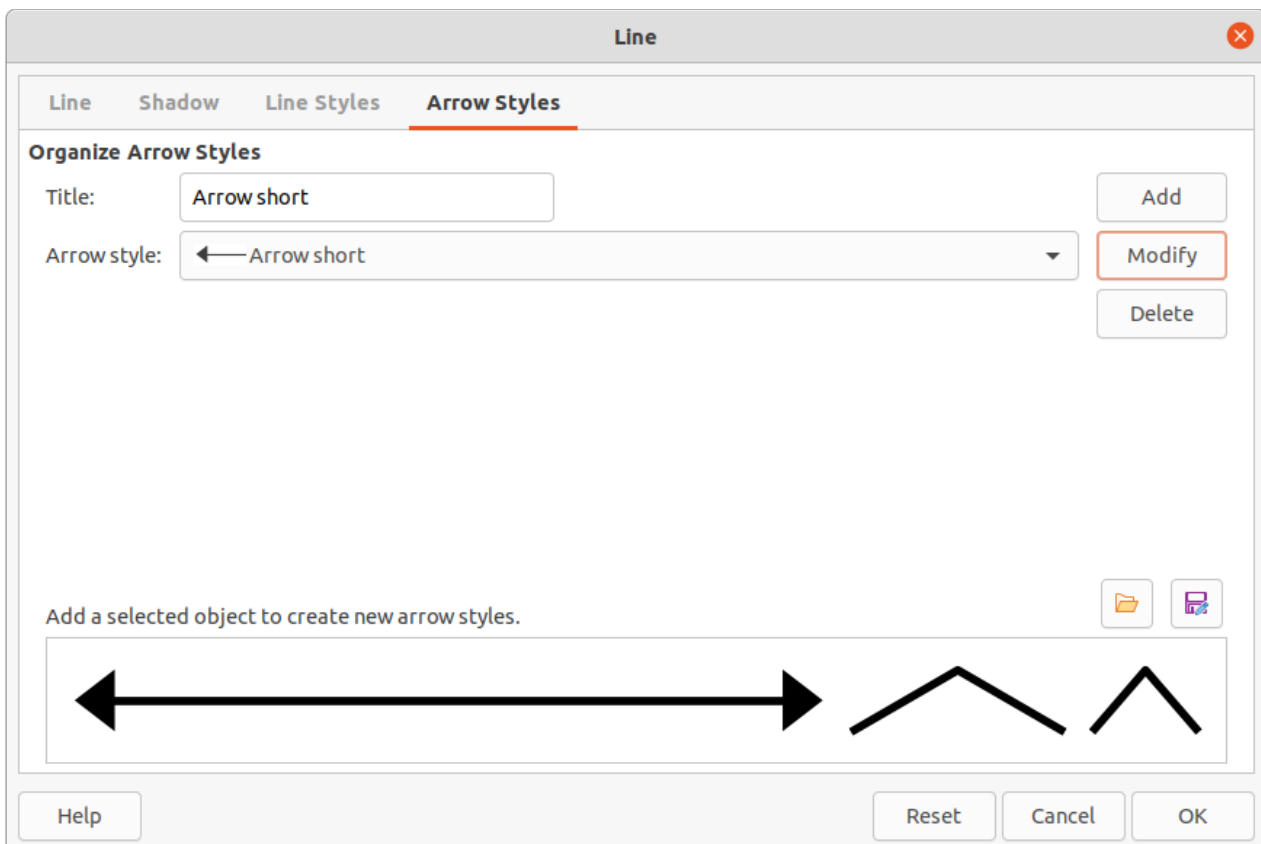 Line
Line Shadow Line Styles Arrow Styles
Organize Arrow Styles
Title: Arrow short Add
Arrow style: Arrow short Modify
Delete
Add a selected object to create new arrow styles.
Help Reset Cancel OK